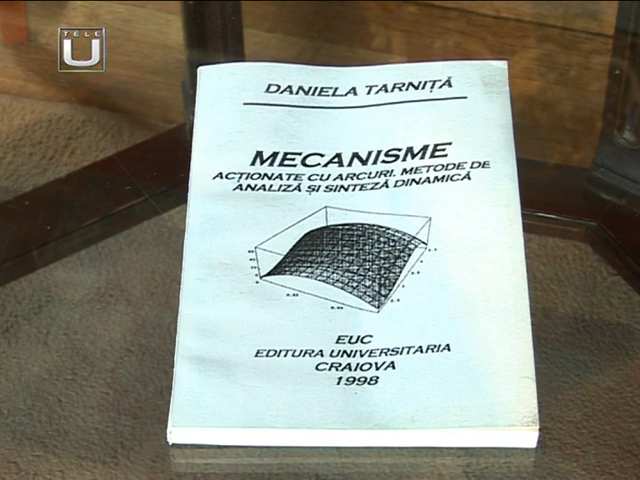 TELE
U
DANIELA TARNIȚĂ
MECANISME
ACȚIONATE CU ARCURI. METODE DE
ANALIZĂ ȘI SINTEZĂ DINAMICĂ
EUC
EDITURA UNIVERSITARIA
CRAIOVA
1998